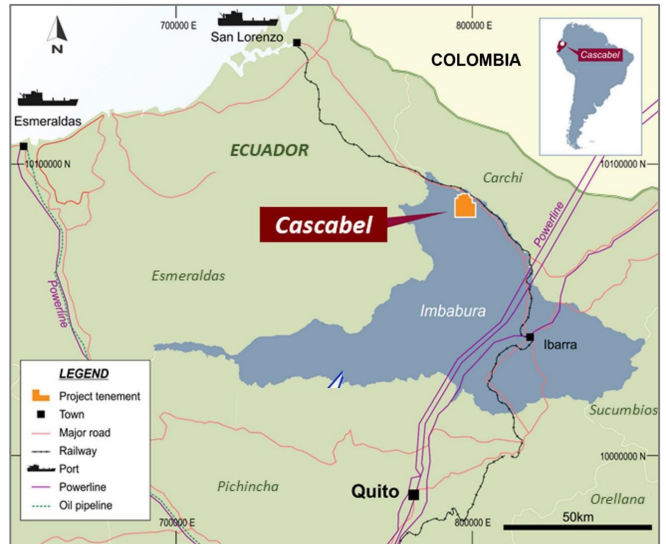 700000 E
800000 E
San Lorenzo
COLOMBIA
Cascabel
N
Esmeraldas
ECUADOR
10100000 N
10100000 N
Carchi
Cascabel
Powerline
Esmeraldas
Powerline
Imbabura
Ibarra
LEGEND
Project tenement
Town
Major road
Railway
Port
Powerline
Oil pipeline
Sucumbios
10000000 N
Pichincha
Quito
Orellana
700000 E
800000 E
50km